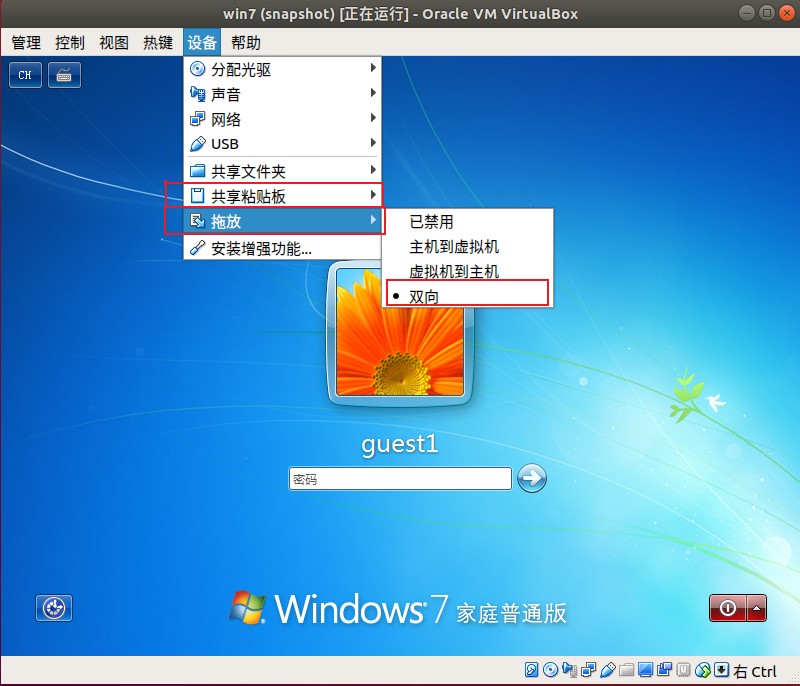 win7 (snapshot) [正在运行] - Oracle VM VirtualBox
管理 控制 视图 热键 设备 帮助
CH
分配光驱
声音
网络
USB
共享文件夹
共享粘贴板
拖放
安装增强功能...
已禁用
主机到虚拟机
虚拟机到主机
双向
guest1
密码
Windows 7 家庭普通版
右 Ctrl